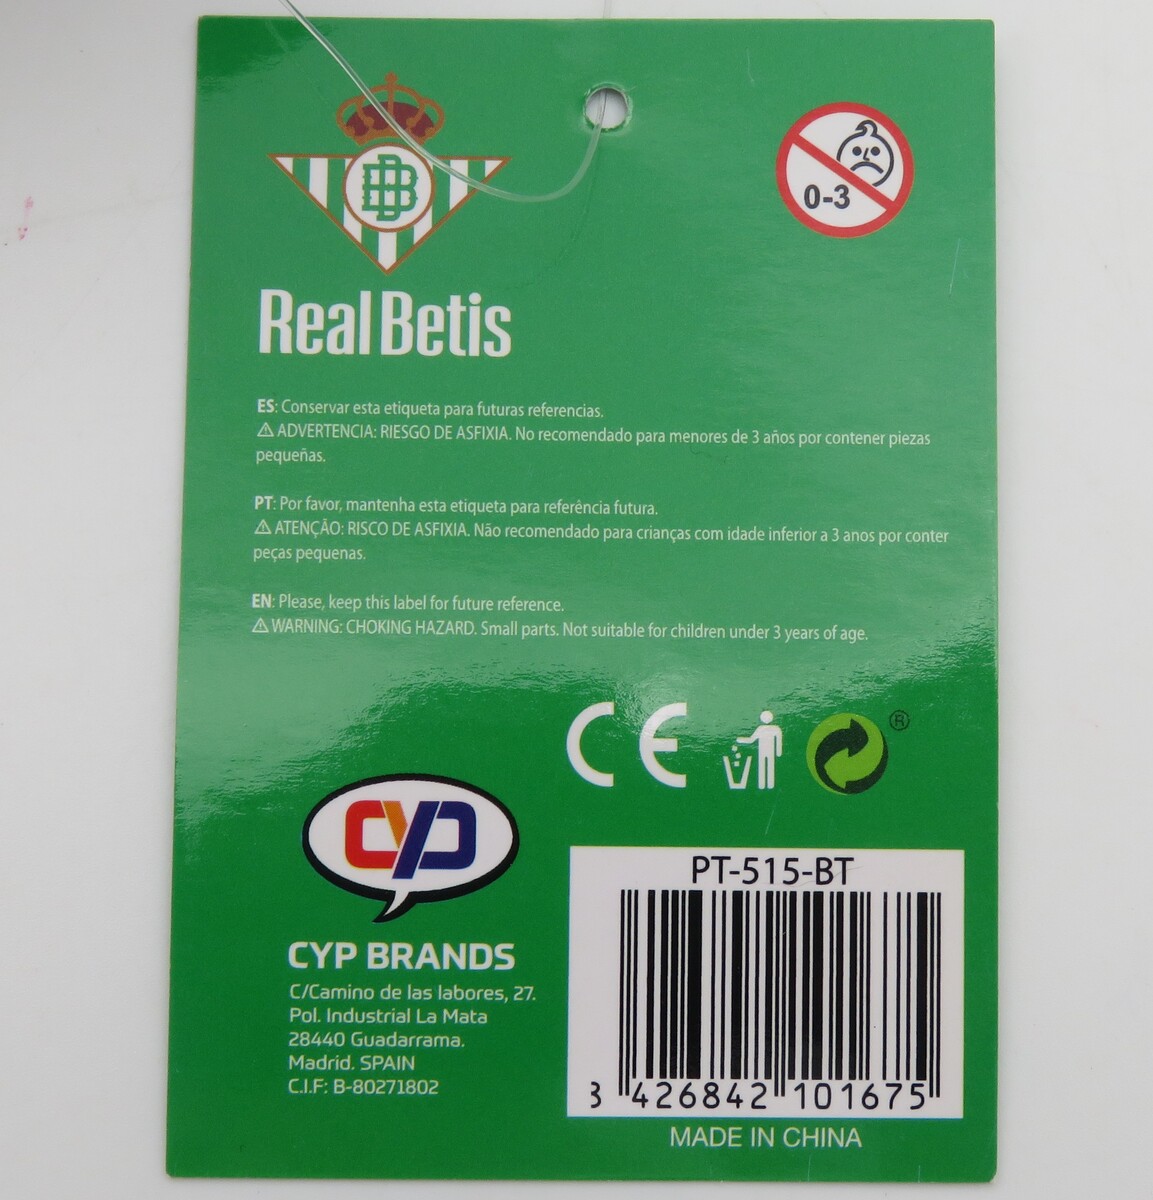 0-3
Real Betis
ES: Conservar esta etiqueta para futuras referencias.
⚠ ADVERTENCIA: RIESGO DE ASFIXIA. No recomendado para menores de 3 años por contener piezas
pequeñas.
PT: Por favor, mantenha esta etiqueta para referência futura.
⚠ ATENÇÃO: RISCO DE ASFIXIA. Não recomendado para crianças com idade inferior a 3 anos por conter
peças pequenas.
EN: Please, keep this label for future reference.
⚠ WARNING: CHOKING HAZARD. Small parts. Not suitable for children under 3 years of age.
CE
®
CYP
CYP BRANDS
C/Camino de las labores, 27.
Pol. Industrial La Mata
28440 Guadarrama.
Madrid. SPAIN
C.I.F: B-80271802
PT-515-BT
8 426842 101675
MADE IN CHINA